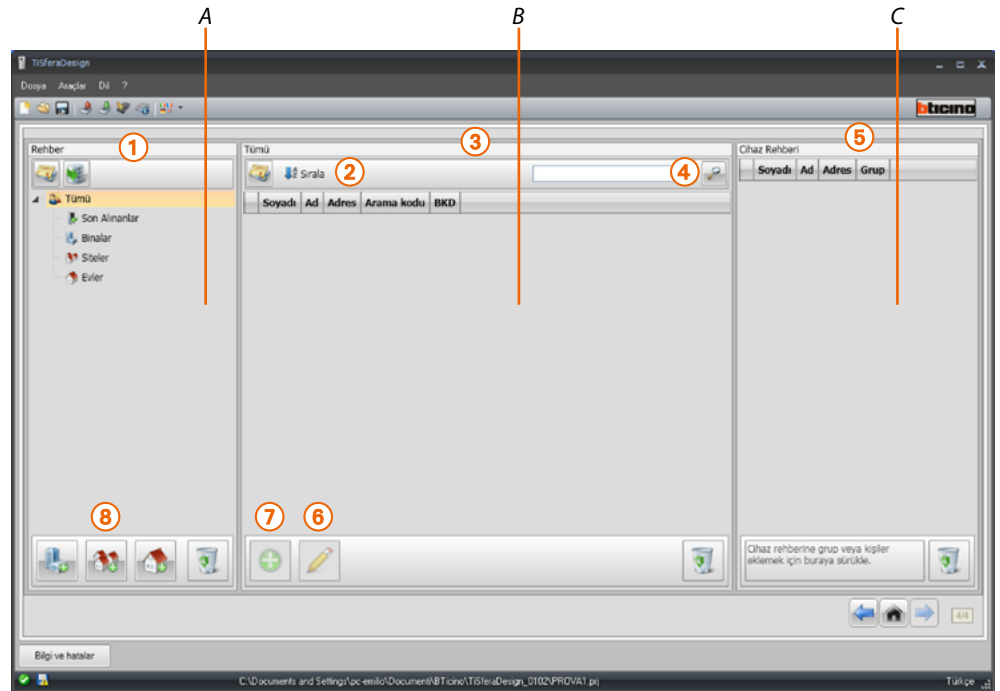 A B C
TiSferaDesign
Dosya Araçlar Dil ?
bticino
Rehber 1
Tümü 3
Cihaz Rehberi 5
Sırala 2 4
Soyadı Ad Adres Grup
Tümü
Soyadı Ad Adres Arama kodu BKD
Son Alınanlar
Binalar
Siteler
Evler
8 7 6
Cihaz rehberine grup veya kişiler
eklemek için buraya sürükle.
4/4
Bilgi ve hatalar
C:\Documents and Settings\pc-emilio\Documenti\BTicino\TiSferaDesign_0102\PROVA1.prj Türkçe